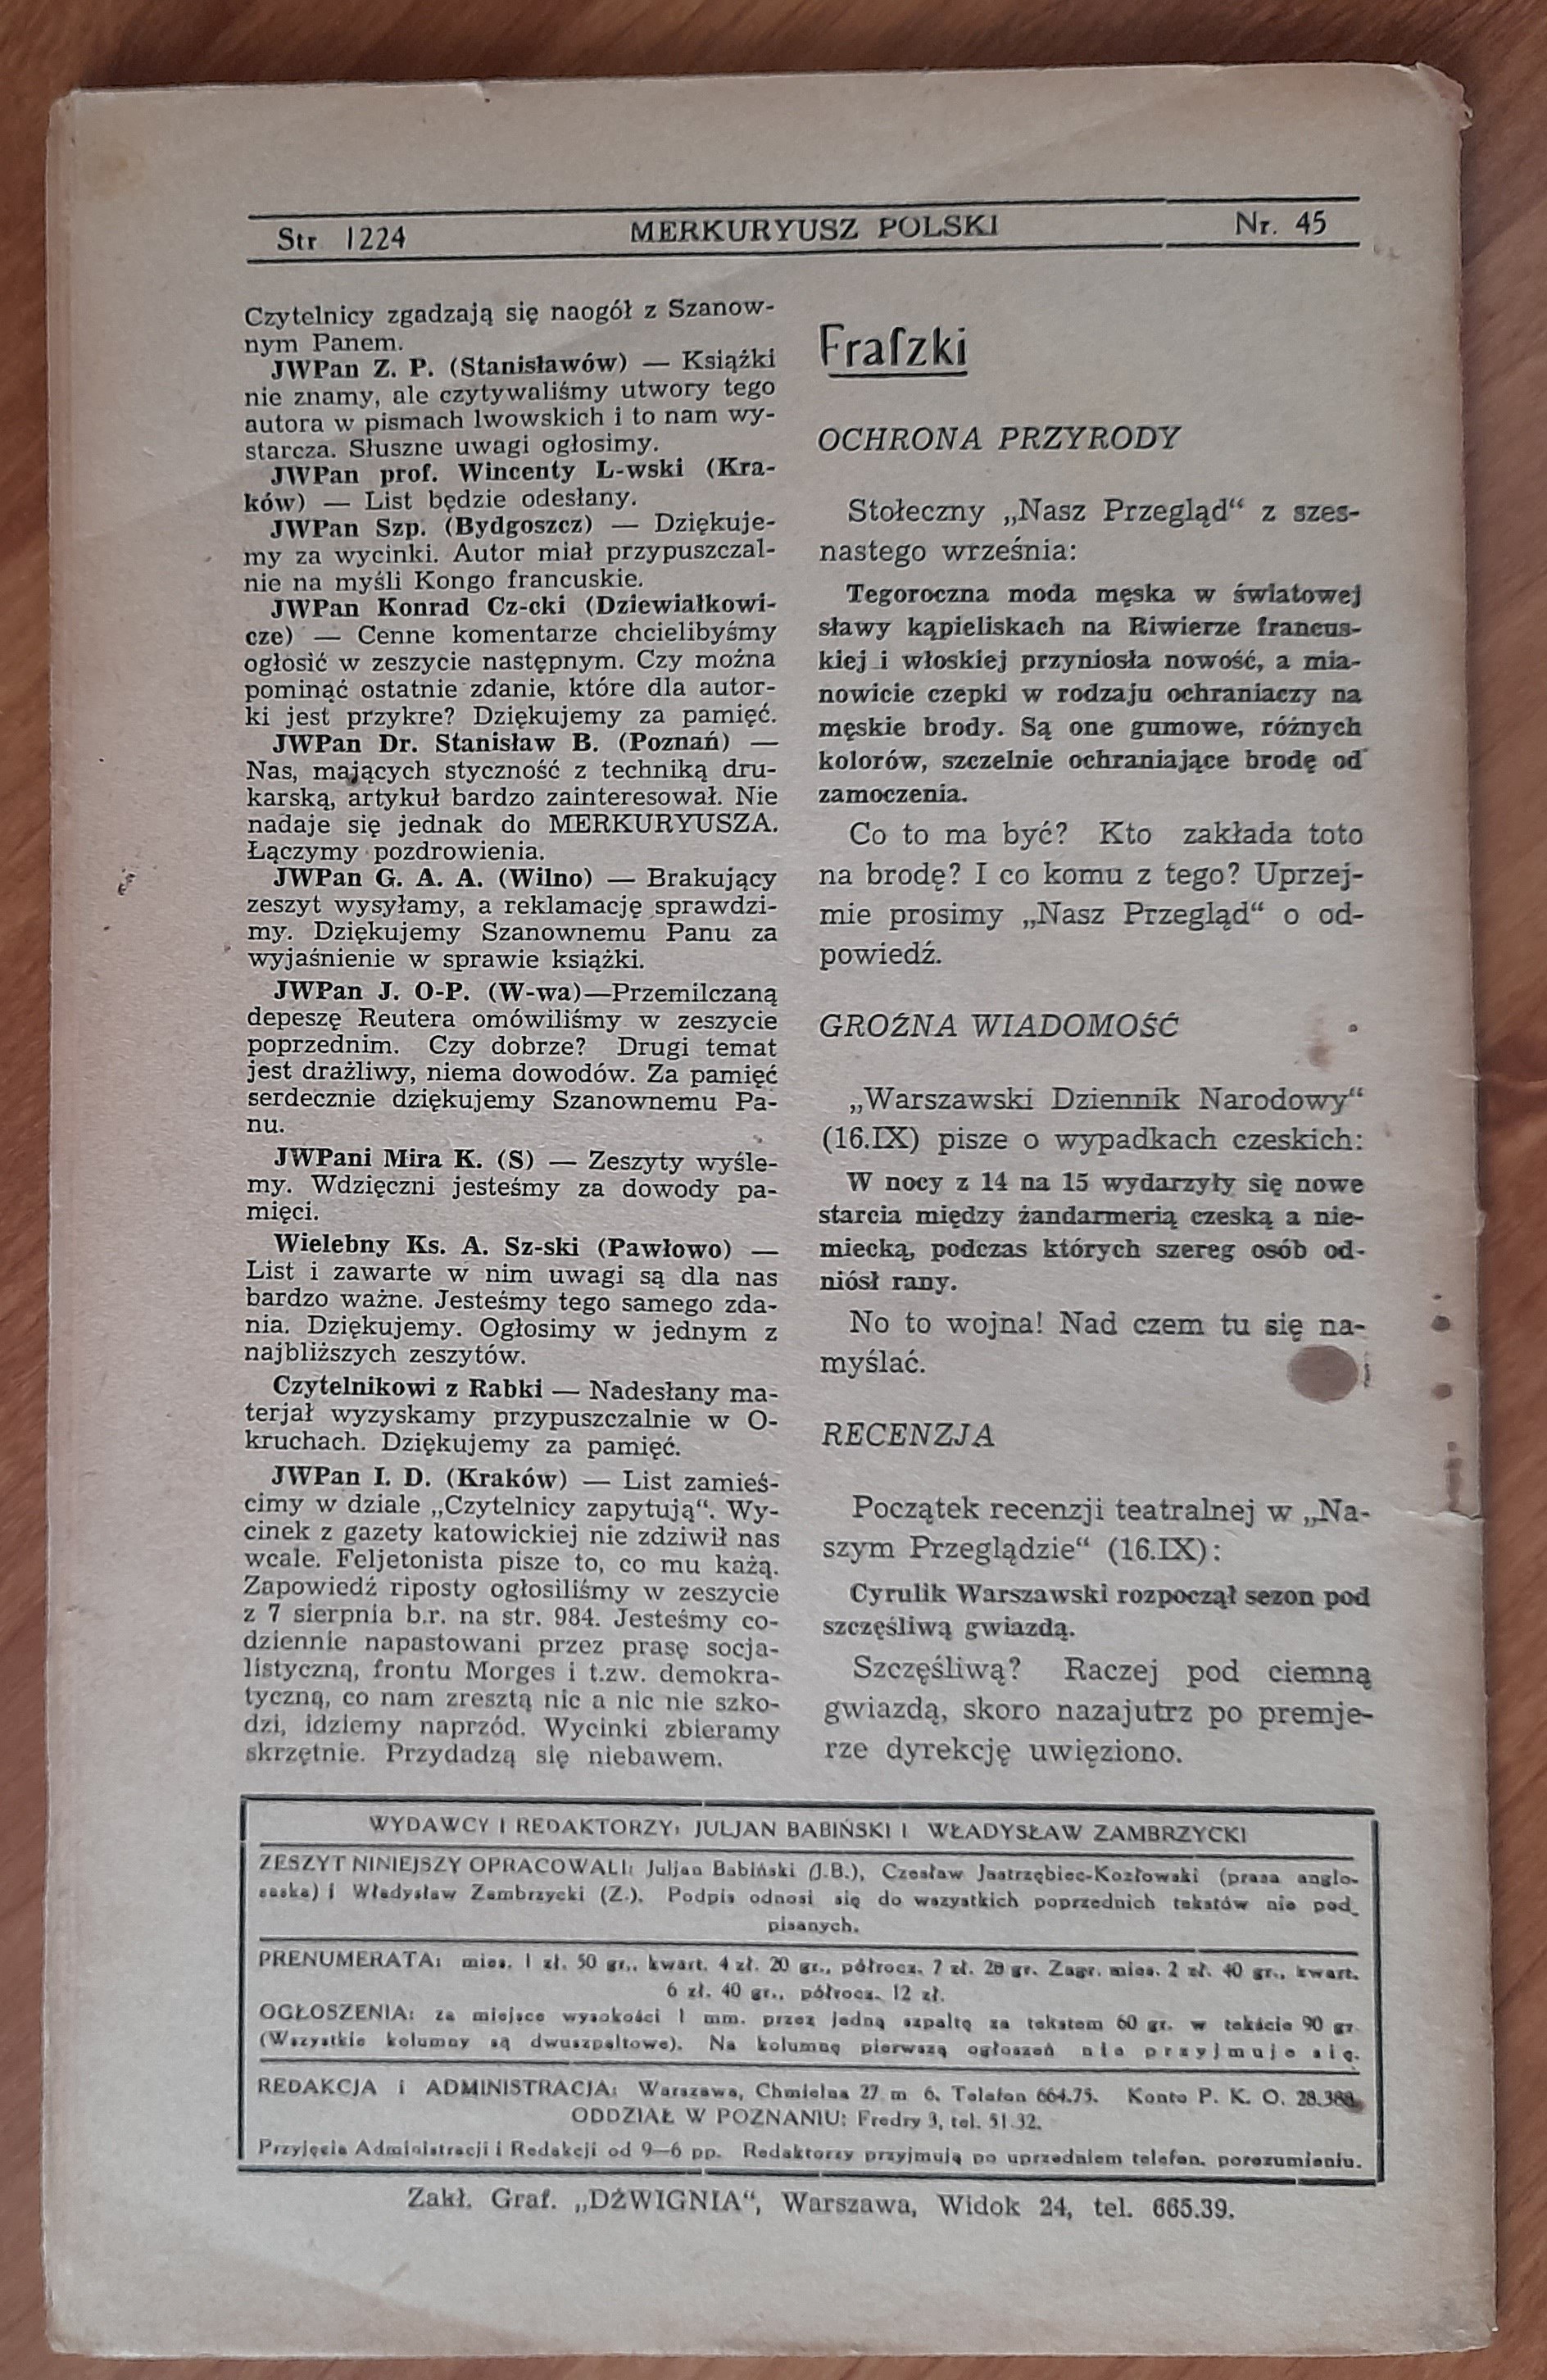 Str 1224
MERKURYUSZ POLSKI
Nr. 45
Czytelnicy zgadzają się naogół z Szanow-
nym Panem.
JWPan Z. P. (Stanisławów) — Książki
nie znamy, ale czytywaliśmy utwory tego
autora w pismach lwowskich i to nam wy-
starcza. Słuszne uwagi ogłosimy.
JWPan prof. Wincenty L-wski (Kra-
ków) — List będzie odesłany.
JWPan Szp. (Bydgoszcz) — Dziękuje-
my za wycinki. Autor miał przypuszczal-
nie na myśli Kongo francuskie.
JWPan Konrad Cz-cki (Dziewiałkowi-
cze) — Cenne komentarze chcielibyśmy
ogłosić w zeszycie następnym. Czy można
pominąć ostatnie zdanie, które dla autor-
ki jest przykre? Dziękujemy za pamięć.
JWPan Dr. Stanisław B. (Poznań) —
Nas, mających styczność z techniką dru-
karską, artykuł bardzo zainteresował. Nie
nadaje się jednak do MERKURYUSZA.
Łączymy pozdrowienia.
JWPan G. A. A. (Wilno) — Brakujący
zeszyt wysyłamy, a reklamację sprawdzi-
my. Dziękujemy Szanownemu Panu za
wyjaśnienie w sprawie książki.
JWPan J. O-P. (W-wa)—Przemilczaną
depeszę Reutera omówiliśmy w zeszycie
poprzednim. Czy dobrze? Drugi temat
jest drażliwy, niema dowodów. Za pamięć
serdecznie dziękujemy Szanownemu Pa-
nu.
JWPani Mira K. (S) — Zeszyty wyśle-
my. Wdzięczni jesteśmy za dowody pa-
mięci.
Wielebny Ks. A. Sz-ski (Pawłowo) —
List i zawarte w nim uwagi są dla nas
bardzo ważne. Jesteśmy tego samego zda-
nia. Dziękujemy. Ogłosimy w jednym z
najbliższych zeszytów.
Czytelnikowi z Rabki — Nadesłany ma-
terjał wyzyskamy przypuszczalnie w O-
kruchach. Dziękujemy za pamięć.
JWPan I. D. (Kraków) — List zamieś-
cimy w dziale „Czytelnicy zapytują“. Wy-
cinek z gazety katowickiej nie zdziwił nas
wcale. Feljetonista pisze to, co mu każą.
Zapowiedź riposty ogłosiliśmy w zeszycie
z 7 sierpnia b.r. na str. 984. Jesteśmy co-
dziennie napastowani przez prasę socja-
listyczną, frontu Morges i t.zw. demokra-
tyczną, co nam zresztą nic a nic nie szko-
dzi, idziemy naprzód. Wycinki zbieramy
skrzętnie. Przydadzą się niebawem.
Fraſzki
OCHRONA PRZYRODY
Stołeczny „Nasz Przegląd“ z szes-
nastego września:
Tegoroczna moda męska w światowej
sławy kąpieliskach na Riwierze francus-
kiej i włoskiej przyniosła nowość, a mia-
nowicie czepki w rodzaju ochraniaczy na
męskie brody. Są one gumowe, różnych
kolorów, szczelnie ochraniające brodę od
zamoczenia.
Co to ma być? Kto zakłada toto
na brodę? I co komu z tego? Uprzej-
mie prosimy „Nasz Przegląd“ o od-
powiedź.
GROŹNA WIADOMOŚĆ
„Warszawski Dziennik Narodowy“
(16.IX) pisze o wypadkach czeskich:
W nocy z 14 na 15 wydarzyły się nowe
starcia między żandarmerią czeską a nie-
miecką, podczas których szereg osób od-
niósł rany.
No to wojna! Nad czem tu się na-
myślać.
RECENZJA
Początek recenzji teatralnej w „Na-
szym Przeglądzie“ (16.IX):
Cyrulik Warszawski rozpoczął sezon pod
szczęśliwą gwiazdą.
Szczęśliwą? Raczej pod ciemną
gwiazdą, skoro nazajutrz po premje-
rze dyrekcję uwięziono.
WYDAWCY I REDAKTORZY: JULJAN BABIŃSKI I WŁADYSŁAW ZAMBRZYCKI
ZESZYT NINIEJSZY OPRACOWALI: Juljan Babiński (J.B.), Czesław Jastrzębiec-Kozłowski (prasa anglo-
saska) i Władysław Zambrzycki (Z.). Podpis odnosi się do wszystkich poprzednich tekstów nie pod-
pisanych.
PRENUMERATA: mies. 1 zł. 50 gr., kwart. 4 zł. 20 gr., półrocz. 7 zł. 20 gr. Zagr. mies. 2 zł. 40 gr., kwart.
6 zł. 40 gr., półrocz. 12 zł.
OGŁOSZENIA: za miejsce wysokości 1 mm. przez jedną szpaltę za tekstem 60 gr. w tekście 90 gr
(Wszystkie kolumny są dwuszpaltowe). Na kolumnę pierwszą ogłoszeń nie przyjmuje się.
REDAKCJA i ADMINISTRACJA: Warszawa, Chmielna 27 m 6. Telefon 664.75. Konto P. K. O. 28.388.
ODDZIAŁ W POZNANIU: Fredry 3, tel. 51 32.
Przyjęcia Administracji i Redakcji od 9—6 pp. Redaktorzy przyjmują po uprzedniem telefon. porozumieniu.
Zakł. Graf. „DŹWIGNIA“, Warszawa, Widok 24, tel. 665.39.